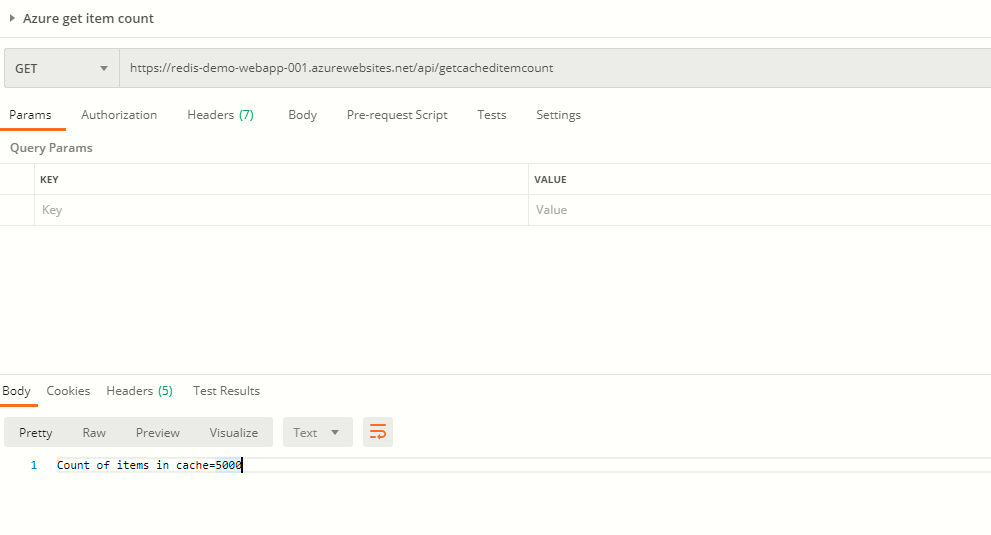 Azure get item count
GET https://redis-demo-webapp-001.azurewebsites.net/api/getcacheditemcount
Params Authorization Headers (7) Body Pre-request Script Tests Settings
Query Params
KEY VALUE
Key Value
Body Cookies Headers (5) Test Results
Pretty Raw Preview Visualize Text
1 Count of items in cache=5000